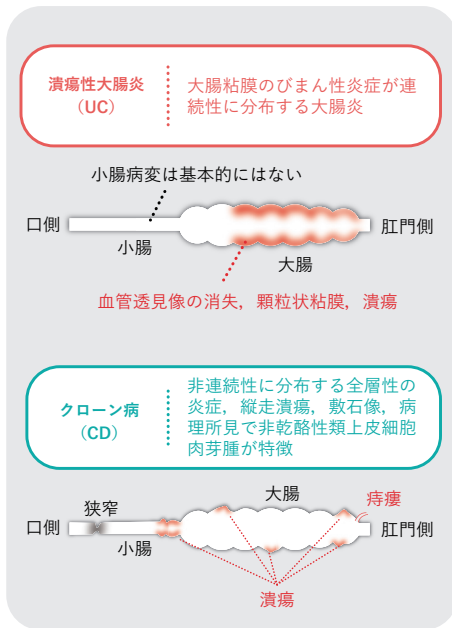 潰瘍性大腸炎
（UC）
大腸粘膜のびまん性炎症が連
続性に分布する大腸炎
小腸病変は基本的にはない
口側
肛門側
小腸
大腸
血管透見像の消失，顆粒状粘膜，潰瘍
クローン病
（CD）
非連続性に分布する全層性の
炎症，縦走潰瘍，敷石像，病
理所見で非乾酪性類上皮細胞
肉芽腫が特徴
大腸
痔瘻
狭窄
口側
肛門側
小腸
潰瘍